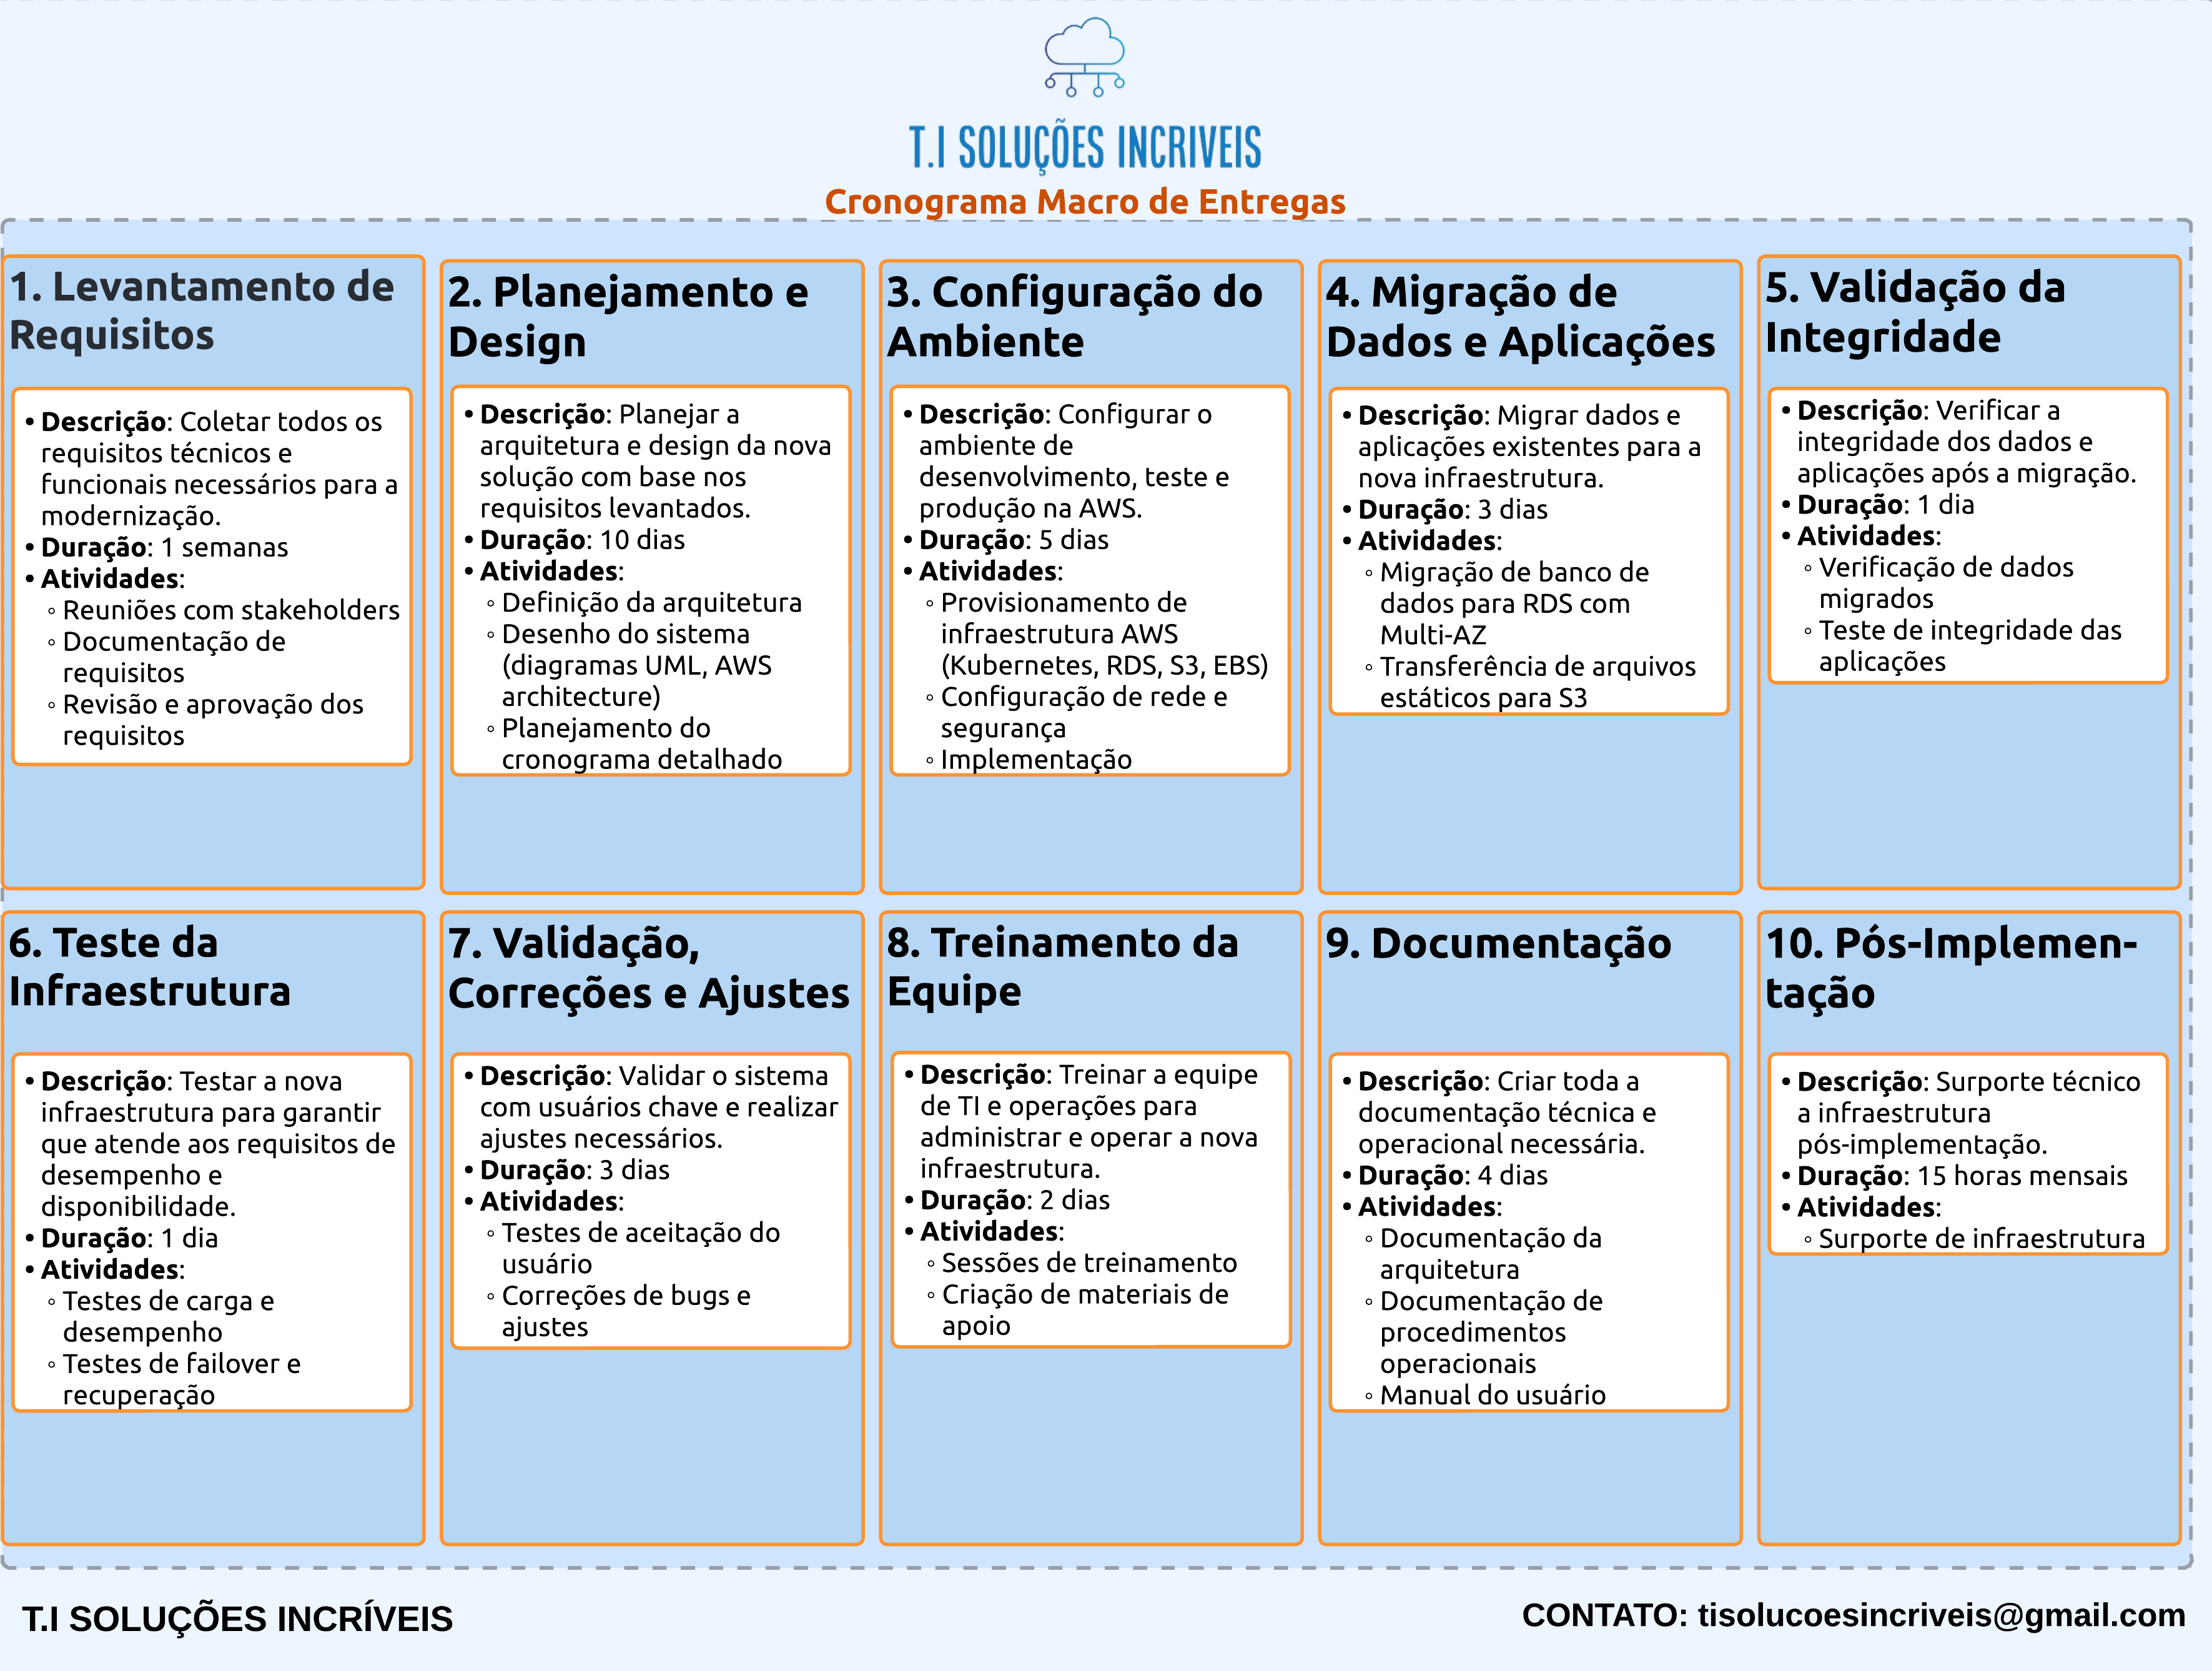 T.I SOLUÇÕES INCRIVEIS
Cronograma Macro de Entregas
1. Levantamento de
Requisitos
• Descrição: Coletar todos os
requisitos técnicos e
funcionais necessários para a
modernização.
• Duração: 1 semanas
• Atividades:
◦ Reuniões com stakeholders
◦ Documentação de
requisitos
◦ Revisão e aprovação dos
requisitos
2. Planejamento e
Design
• Descrição: Planejar a
arquitetura e design da nova
solução com base nos
requisitos levantados.
• Duração: 10 dias
• Atividades:
◦ Definição da arquitetura
◦ Desenho do sistema
(diagramas UML, AWS
architecture)
◦ Planejamento do
cronograma detalhado
3. Configuração do
Ambiente
• Descrição: Configurar o
ambiente de
desenvolvimento, teste e
produção na AWS.
• Duração: 5 dias
• Atividades:
◦ Provisionamento de
infraestrutura AWS
(Kubernetes, RDS, S3, EBS)
◦ Configuração de rede e
segurança
◦ Implementação
4. Migração de
Dados e Aplicações
• Descrição: Migrar dados e
aplicações existentes para a
nova infraestrutura.
• Duração: 3 dias
• Atividades:
◦ Migração de banco de
dados para RDS com
Multi-AZ
◦ Transferência de arquivos
estáticos para S3
5. Validação da
Integridade
• Descrição: Verificar a
integridade dos dados e
aplicações após a migração.
• Duração: 1 dia
• Atividades:
◦ Verificação de dados
migrados
◦ Teste de integridade das
aplicações
6. Teste da
Infraestrutura
• Descrição: Testar a nova
infraestrutura para garantir
que atende aos requisitos de
desempenho e
disponibilidade.
• Duração: 1 dia
• Atividades:
◦ Testes de carga e
desempenho
◦ Testes de failover e
recuperação
7. Validação,
Correções e Ajustes
• Descrição: Validar o sistema
com usuários chave e realizar
ajustes necessários.
• Duração: 3 dias
• Atividades:
◦ Testes de aceitação do
usuário
◦ Correções de bugs e
ajustes
8. Treinamento da
Equipe
• Descrição: Treinar a equipe
de TI e operações para
administrar e operar a nova
infraestrutura.
• Duração: 2 dias
• Atividades:
◦ Sessões de treinamento
◦ Criação de materiais de
apoio
9. Documentação
• Descrição: Criar toda a
documentação técnica e
operacional necessária.
• Duração: 4 dias
• Atividades:
◦ Documentação da
arquitetura
◦ Documentação de
procedimentos
operacionais
◦ Manual do usuário
10. Pós-Implemen-
tação
• Descrição: Surporte técnico
a infraestrutura
pós-implementação.
• Duração: 15 horas mensais
• Atividades:
◦ Surporte de infraestrutura
T.I SOLUÇÕES INCRÍVEIS
CONTATO: tisolucoesincriveis@gmail.com